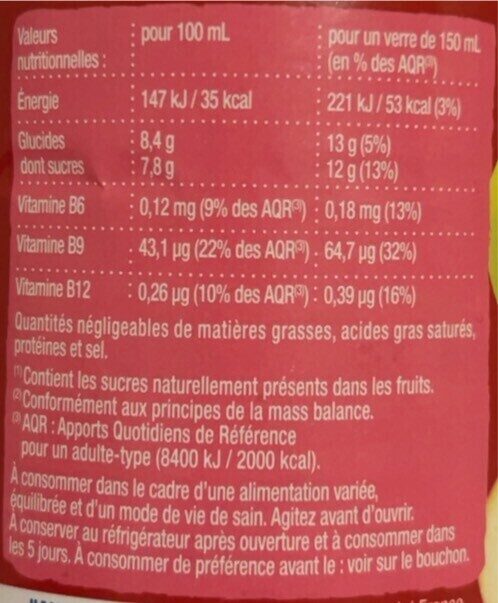 Valeurs nutritionnelles : pour 100 mL pour un verre de 150 mL (en % des AQR⁽³⁾)
Énergie 147 kJ / 35 kcal 221 kJ / 53 kcal (3%)
Glucides 8,4 g 13 g (5%)
dont sucres 7,8 g 12 g (13%)
Vitamine B6 0,12 mg (9% des AQR⁽³⁾) 0,18 mg (13%)
Vitamine B9 43,1 µg (22% des AQR⁽³⁾) 64,7 µg (32%)
Vitamine B12 0,26 µg (10% des AQR⁽³⁾) 0,39 µg (16%)
Quantités négligeables de matières grasses, acides gras saturés,
protéines et sel.
⁽¹⁾Contient les sucres naturellement présents dans les fruits.
⁽²⁾Conformément aux principes de la mass balance.
⁽³⁾AQR : Apports Quotidiens de Référence
pour un adulte-type (8400 kJ / 2000 kcal).
À consommer dans le cadre d'une alimentation variée,
équilibrée et d'un mode de vie de sain. Agitez avant d'ouvrir.
À conserver au réfrigérateur après ouverture et à consommer dans
les 5 jours. À consommer de préférence avant le : voir sur le bouchon.